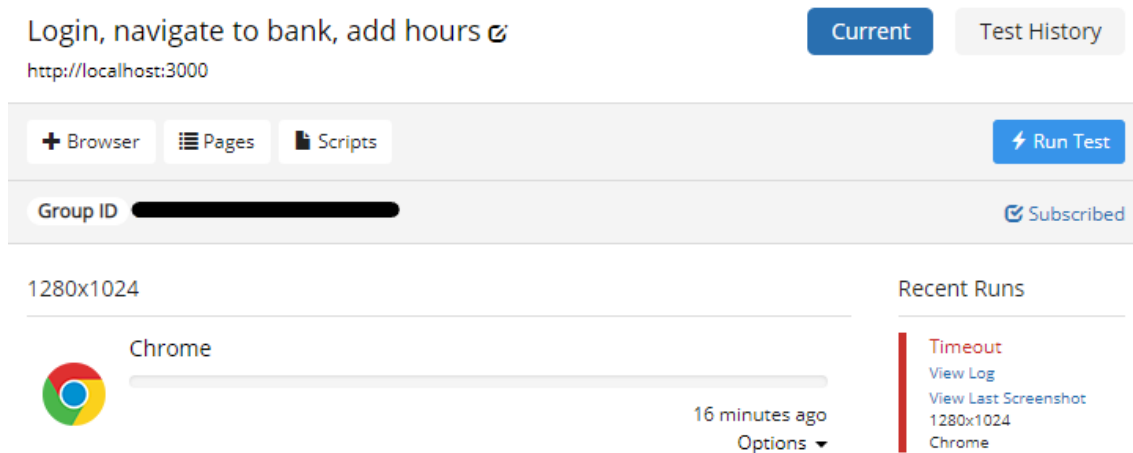 Login, navigate to bank, add hours
Current
Test History
http://localhost:3000
Browser
Pages
Scripts
Run Test
Group ID
Subscribed
1280x1024
Recent Runs
Chrome
Timeout
View Log
View Last Screenshot
16 minutes ago
1280x1024
Options
Chrome